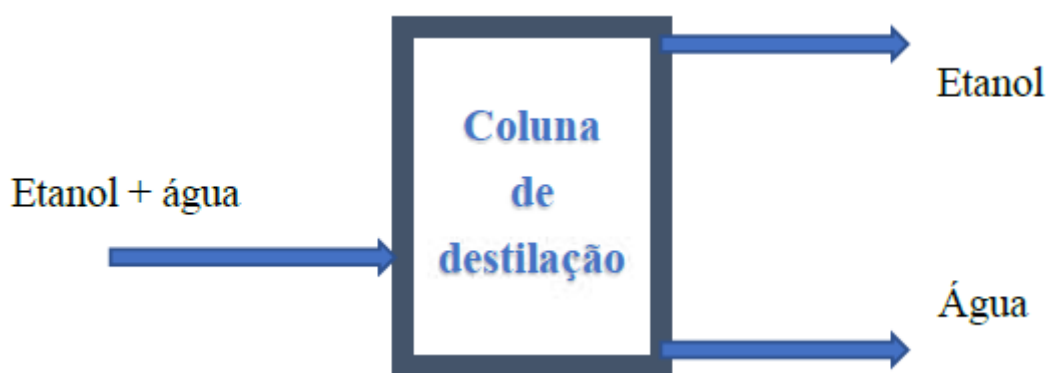 Etanol + água
Coluna
de
destilação
Etanol
Água